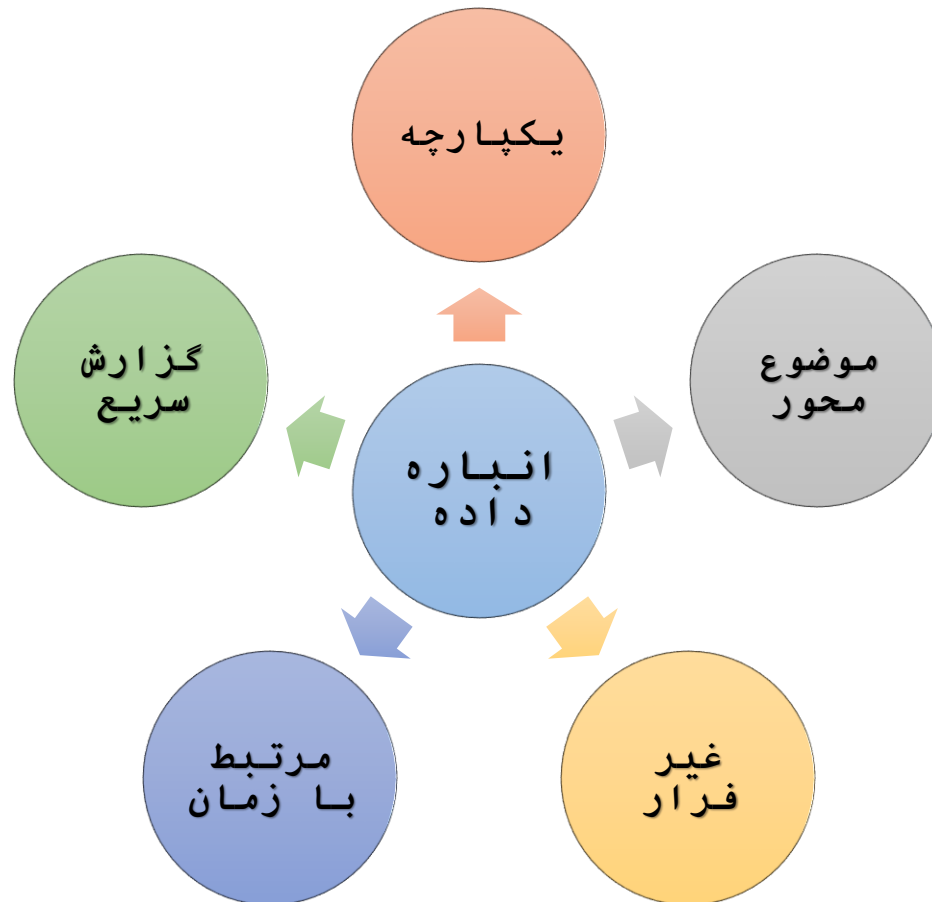 یکپارچه
موضوع
محور
گزارش
سریع
انباره
داده
غیر
فرار
مرتبط
با زمان